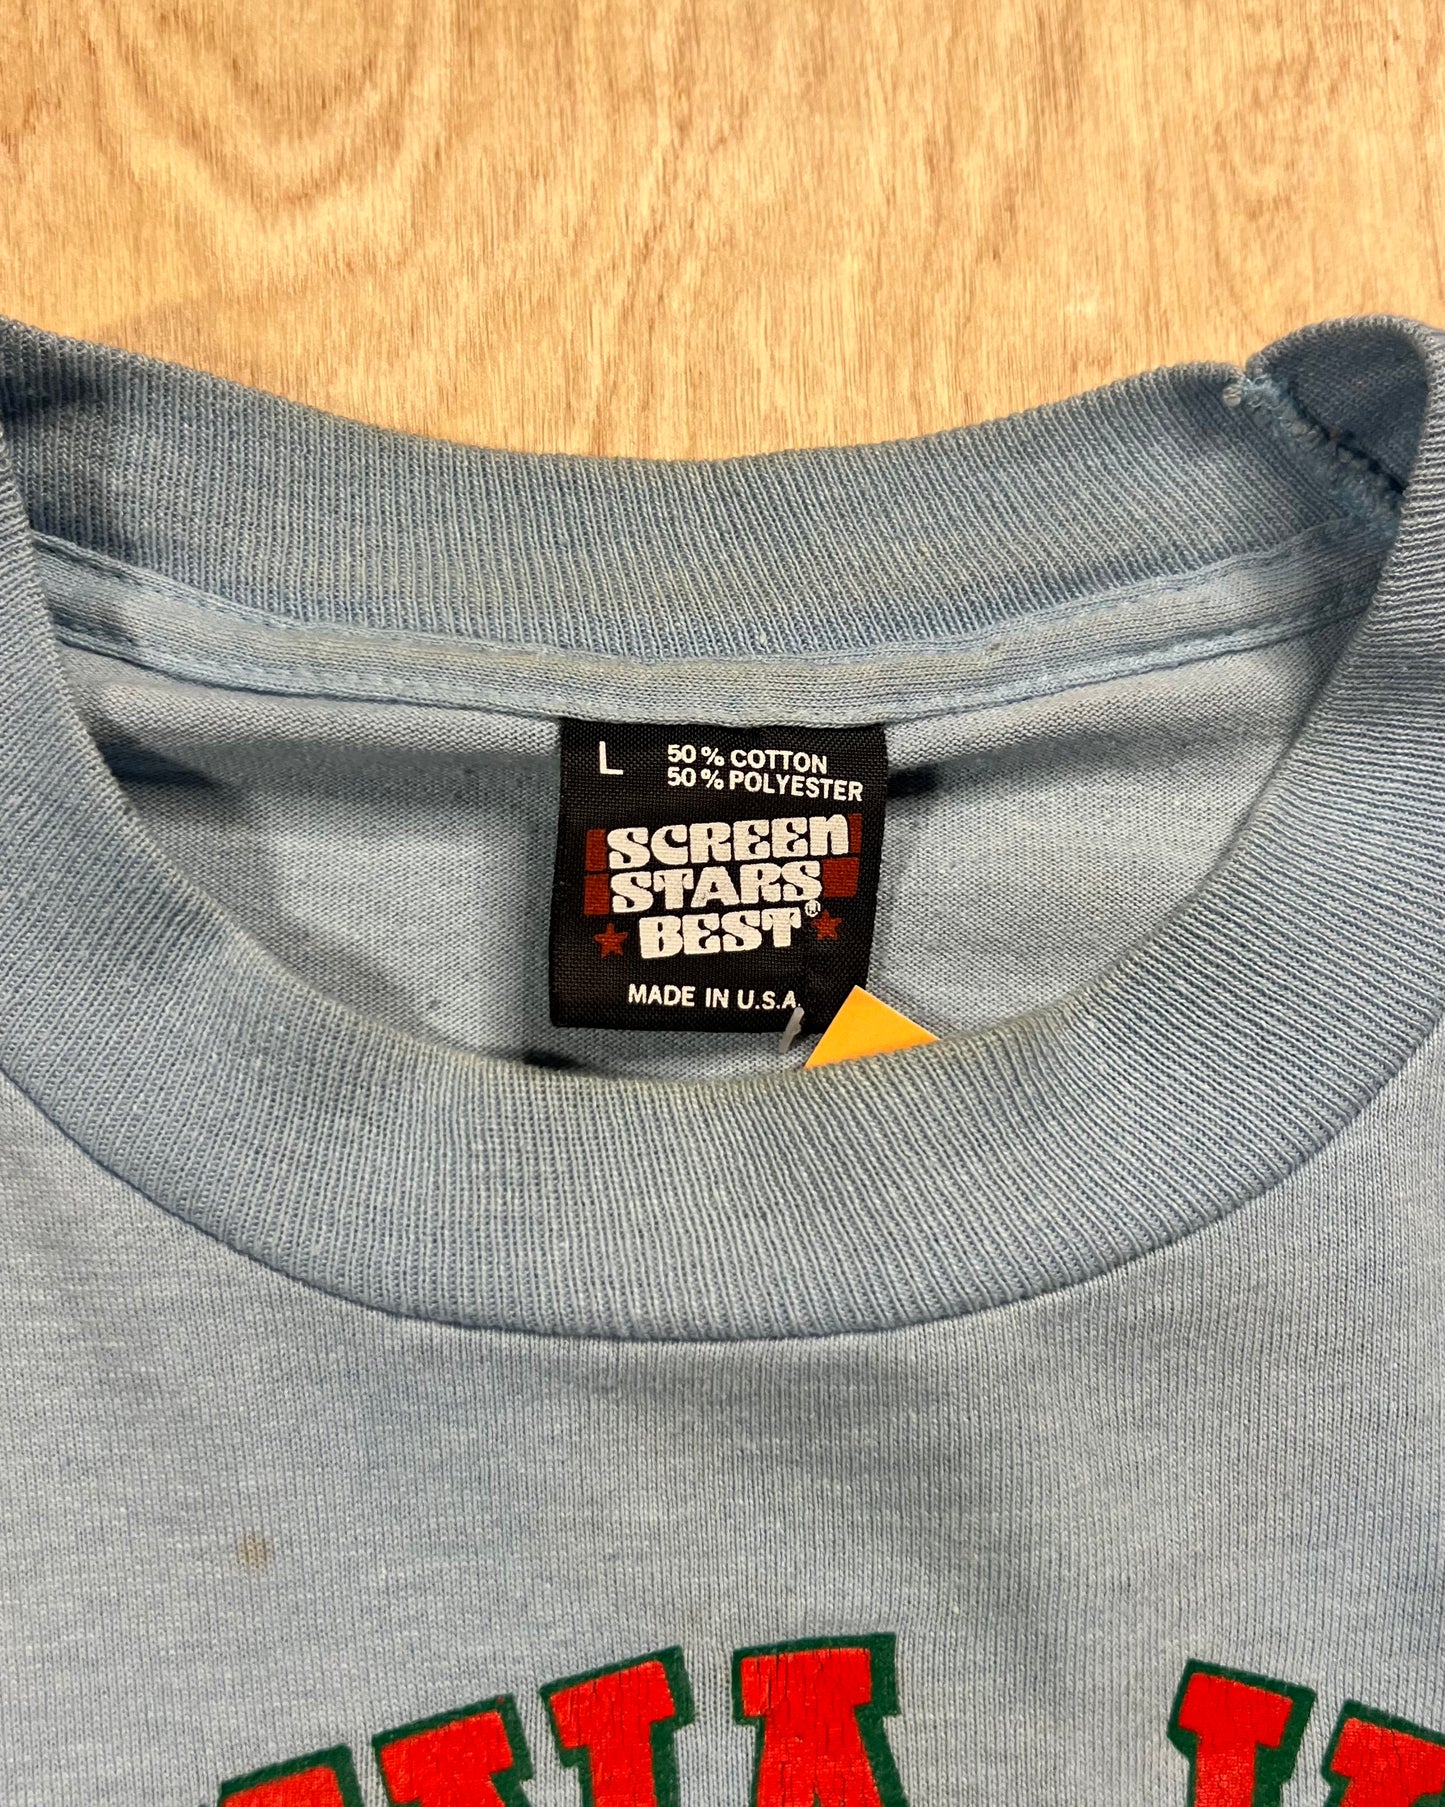 L
50% COTTON
50% POLYESTER
SCREEN
STARS
BEST®
MADE IN U.S.A.